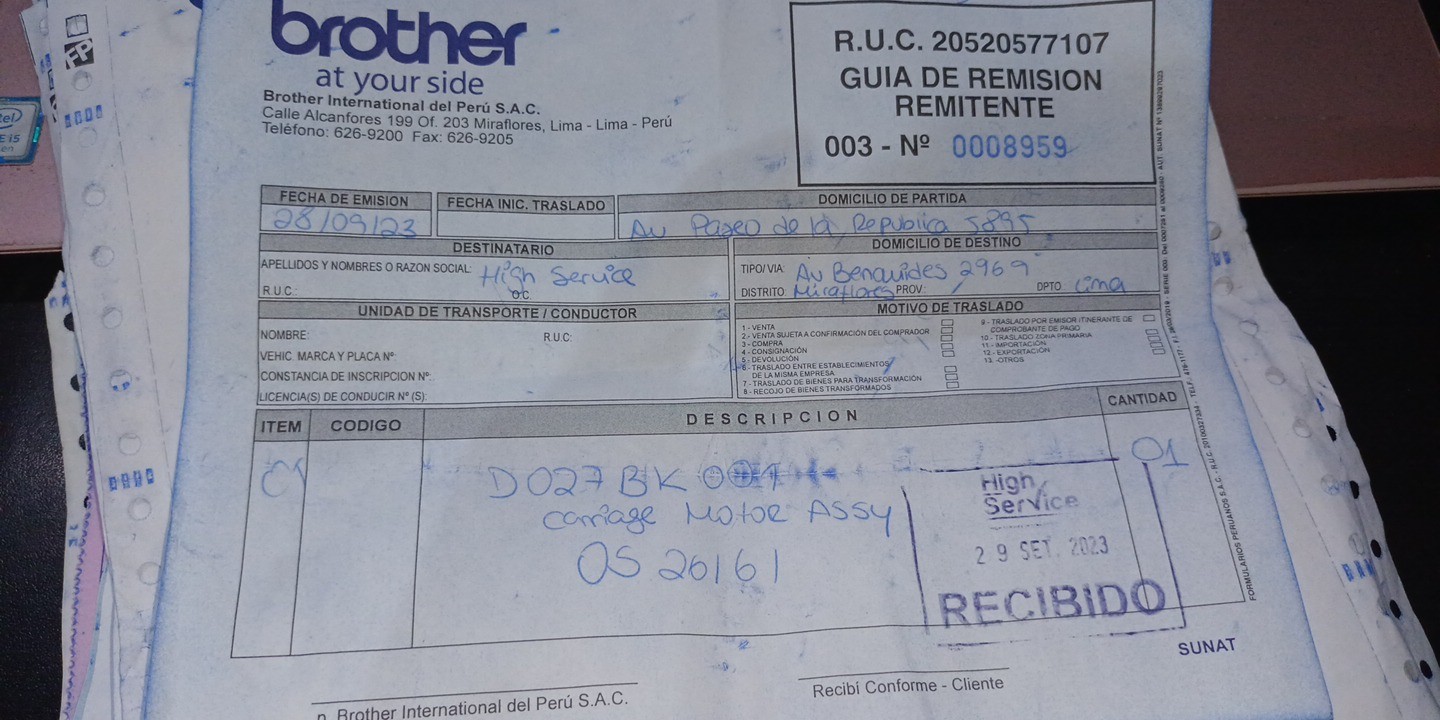 brother
at your side
Brother International del Perú S.A.C.
Calle Alcanfores 199 Of. 203 Miraflores, Lima - Lima - Perú
Teléfono: 626-9200 Fax: 626-9205
R.U.C. 20520577107
GUIA DE REMISION
REMITENTE
003 - Nº 0008959
FECHA DE EMISION
28/09/23
FECHA INIC. TRASLADO
DOMICILIO DE PARTIDA
Av Paseo de la Republica 5895
DESTINATARIO
APELLIDOS Y NOMBRES O RAZON SOCIAL: High Service
R.U.C.: OC
DOMICILIO DE DESTINO
TIPO/VIA: Av Benavides 2969
DISTRITO: Miraflores PROV: DPTO: Lima
UNIDAD DE TRANSPORTE / CONDUCTOR
NOMBRE: R.U.C:
VEHIC. MARCA Y PLACA Nº:
CONSTANCIA DE INSCRIPCION Nº:
LICENCIA(S) DE CONDUCIR Nº (S):
MOTIVO DE TRASLADO
1 - VENTA
2 - VENTA SUJETA A CONFIRMACIÓN DEL COMPRADOR
3 - COMPRA
4 - CONSIGNACIÓN
5 - DEVOLUCIÓN
6 - TRASLADO ENTRE ESTABLECIMIENTOS
DE LA MISMA EMPRESA
7 - TRASLADO DE BIENES PARA TRANSFORMACIÓN
8 - RECOJO DE BIENES TRANSFORMADOS
9 - TRASLADO POR EMISOR ITINERANTE DE
COMPROBANTE DE PAGO
10 - TRASLADO ZONA PRIMARIA
11 - IMPORTACIÓN
12 - EXPORTACIÓN
13 - OTROS
ITEM CODIGO DESCRIPCION CANTIDAD
01 D027BK001 01
Carriage Motor ASSY
OS 26161
High
Service
29 SET. 2023
RECIBIDO
SUNAT
p. Brother International del Perú S.A.C.
Recibí Conforme - Cliente